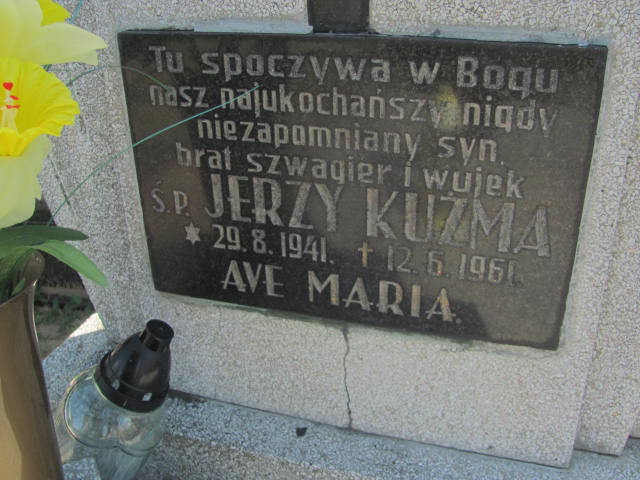 Tu spoczywa w Bogu
nasz najukochańszy nigdy
niezapomniany syn,
brat szwagier i wujek
Ś.P. JERZY KUŹMA
29.8.1941. 12.6.1961.
AVE MARIA.